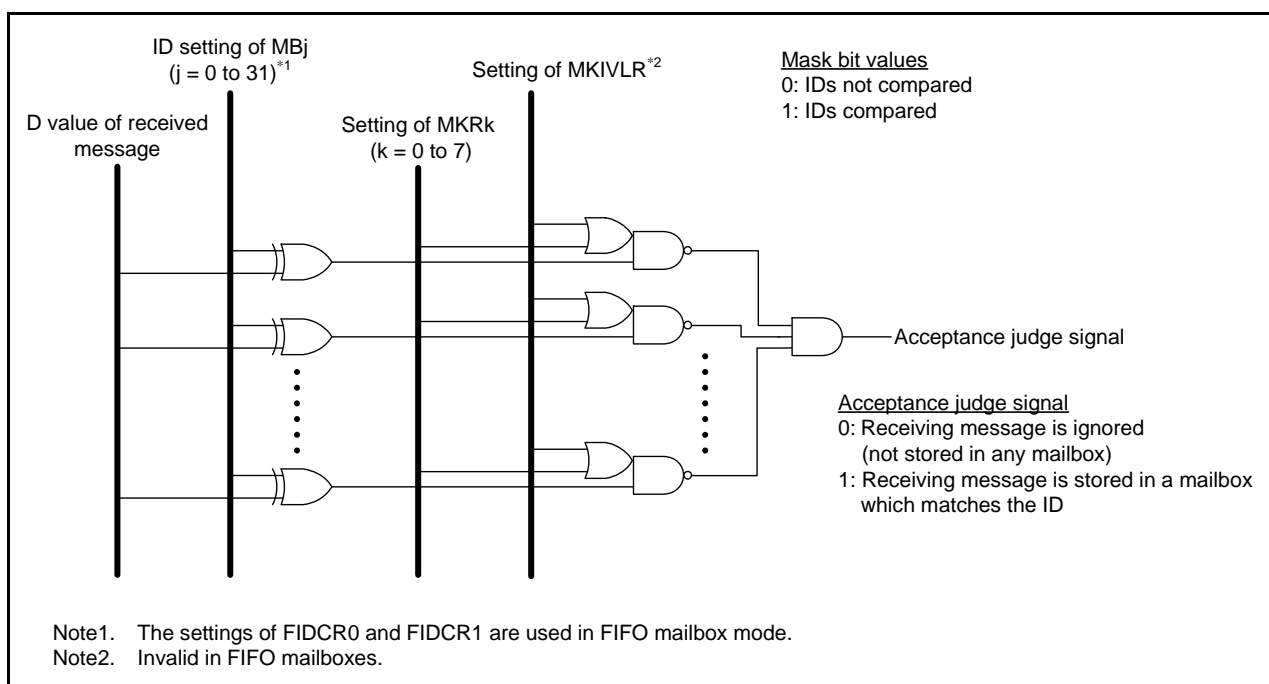 ID setting of MBj
(j = 0 to 31)*1
Setting of MKIVLR*2
Mask bit values
0: IDs not compared
1: IDs compared
D value of received
message
Setting of MKRk
(k = 0 to 7)
Acceptance judge signal
Acceptance judge signal
0: Receiving message is ignored
(not stored in any mailbox)
1: Receiving message is stored in a mailbox
which matches the ID
Note1. The settings of FIDCR0 and FIDCR1 are used in FIFO mailbox mode.
Note2. Invalid in FIFO mailboxes.